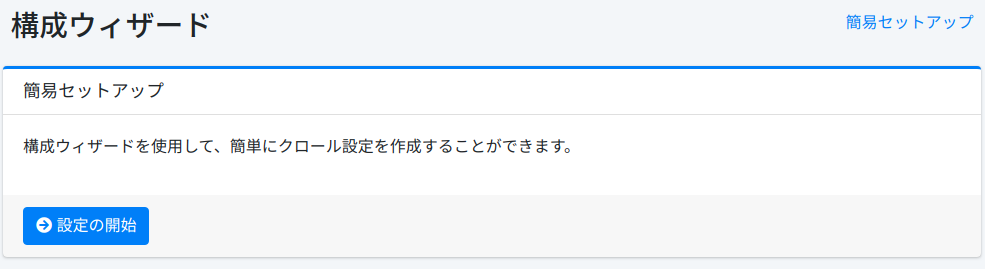 構成ウィザード
簡易セットアップ
簡易セットアップ
構成ウィザードを使用して、簡単にクロール設定を作成することができます。
設定の開始